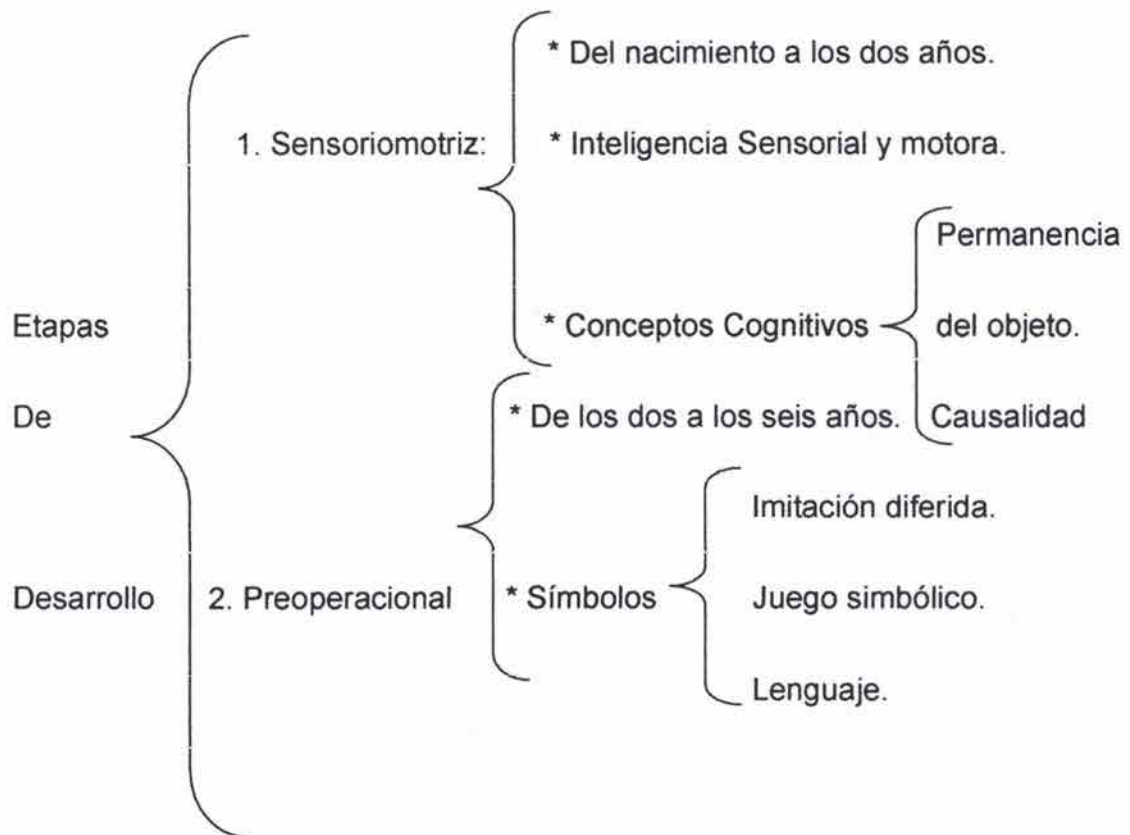 * Del nacimiento a los dos años.
1. Sensoriomotriz:
* Inteligencia Sensorial y motora.
Permanencia
Etapas
* Conceptos Cognitivos
del objeto.
De
* De los dos a los seis años.
Causalidad
Imitación diferida.
Desarrollo
2. Preoperacional
* Símbolos
Juego simbólico.
Lenguaje.